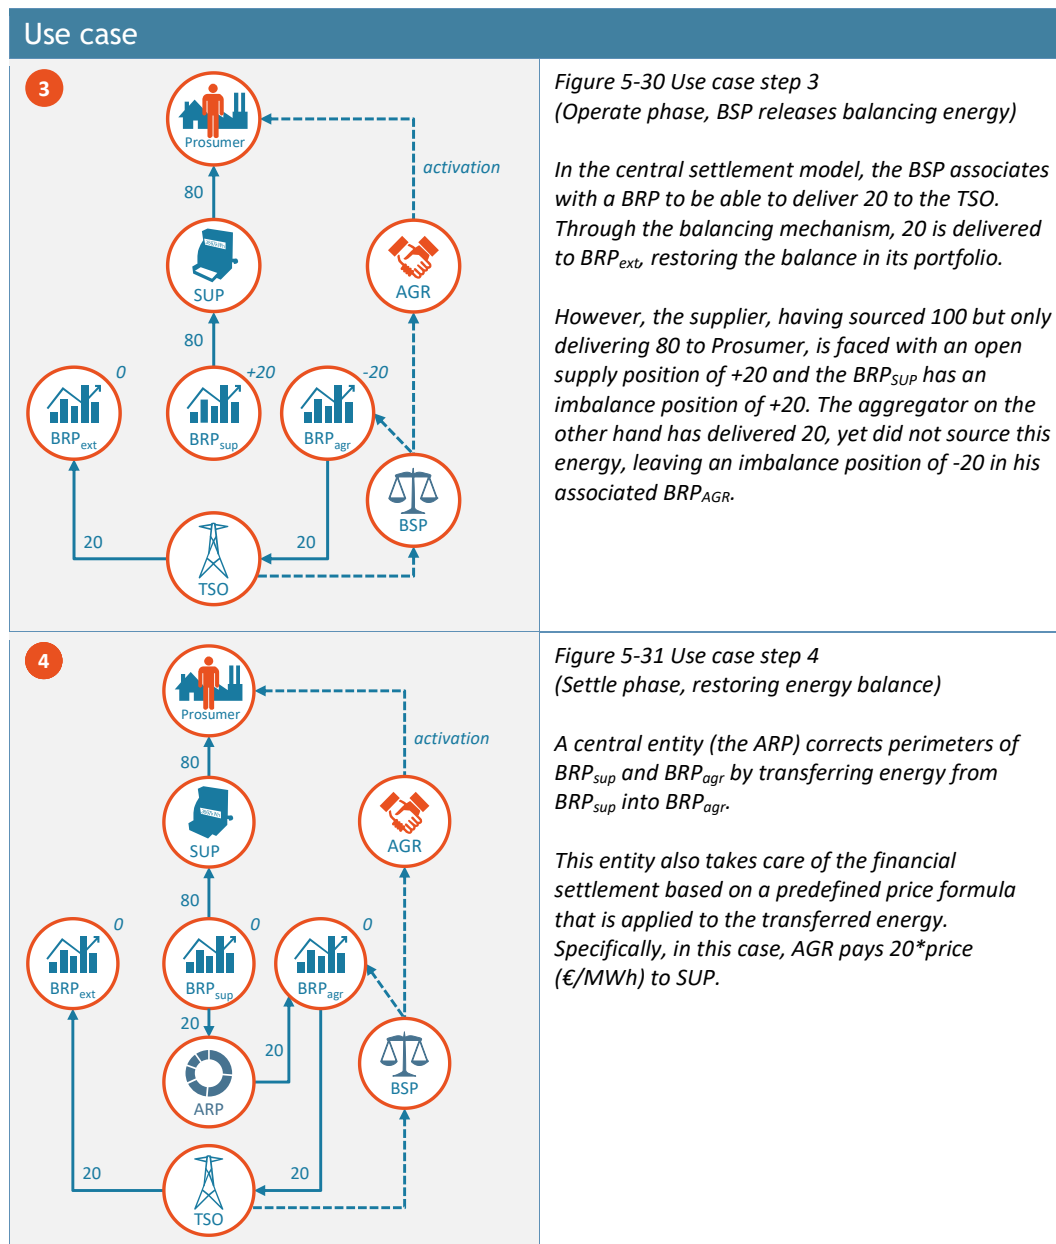 Use case
3
Prosumer
activation
80
SUP
AGR
80
0
+20
-20
BRPext
BRPsup
BRPagr
BSP
20
20
TSO
Figure 5-30 Use case step 3
(Operate phase, BSP releases balancing energy)
In the central settlement model, the BSP associates
with a BRP to be able to deliver 20 to the TSO.
Through the balancing mechanism, 20 is delivered
to BRPext, restoring the balance in its portfolio.
However, the supplier, having sourced 100 but only
delivering 80 to Prosumer, is faced with an open
supply position of +20 and the BRPSUP has an
imbalance position of +20. The aggregator on the
other hand has delivered 20, yet did not source this
energy, leaving an imbalance position of -20 in his
associated BRPAGR.
4
Prosumer
activation
80
SUP
AGR
80
0
0
0
BRPext
BRPsup
BRPagr
20
20
BSP
ARP
20
20
TSO
Figure 5-31 Use case step 4
(Settle phase, restoring energy balance)
A central entity (the ARP) corrects perimeters of
BRPsup and BRPagr by transferring energy from
BRPsup into BRPagr.
This entity also takes care of the financial
settlement based on a predefined price formula
that is applied to the transferred energy.
Specifically, in this case, AGR pays 20*price
(€/MWh) to SUP.